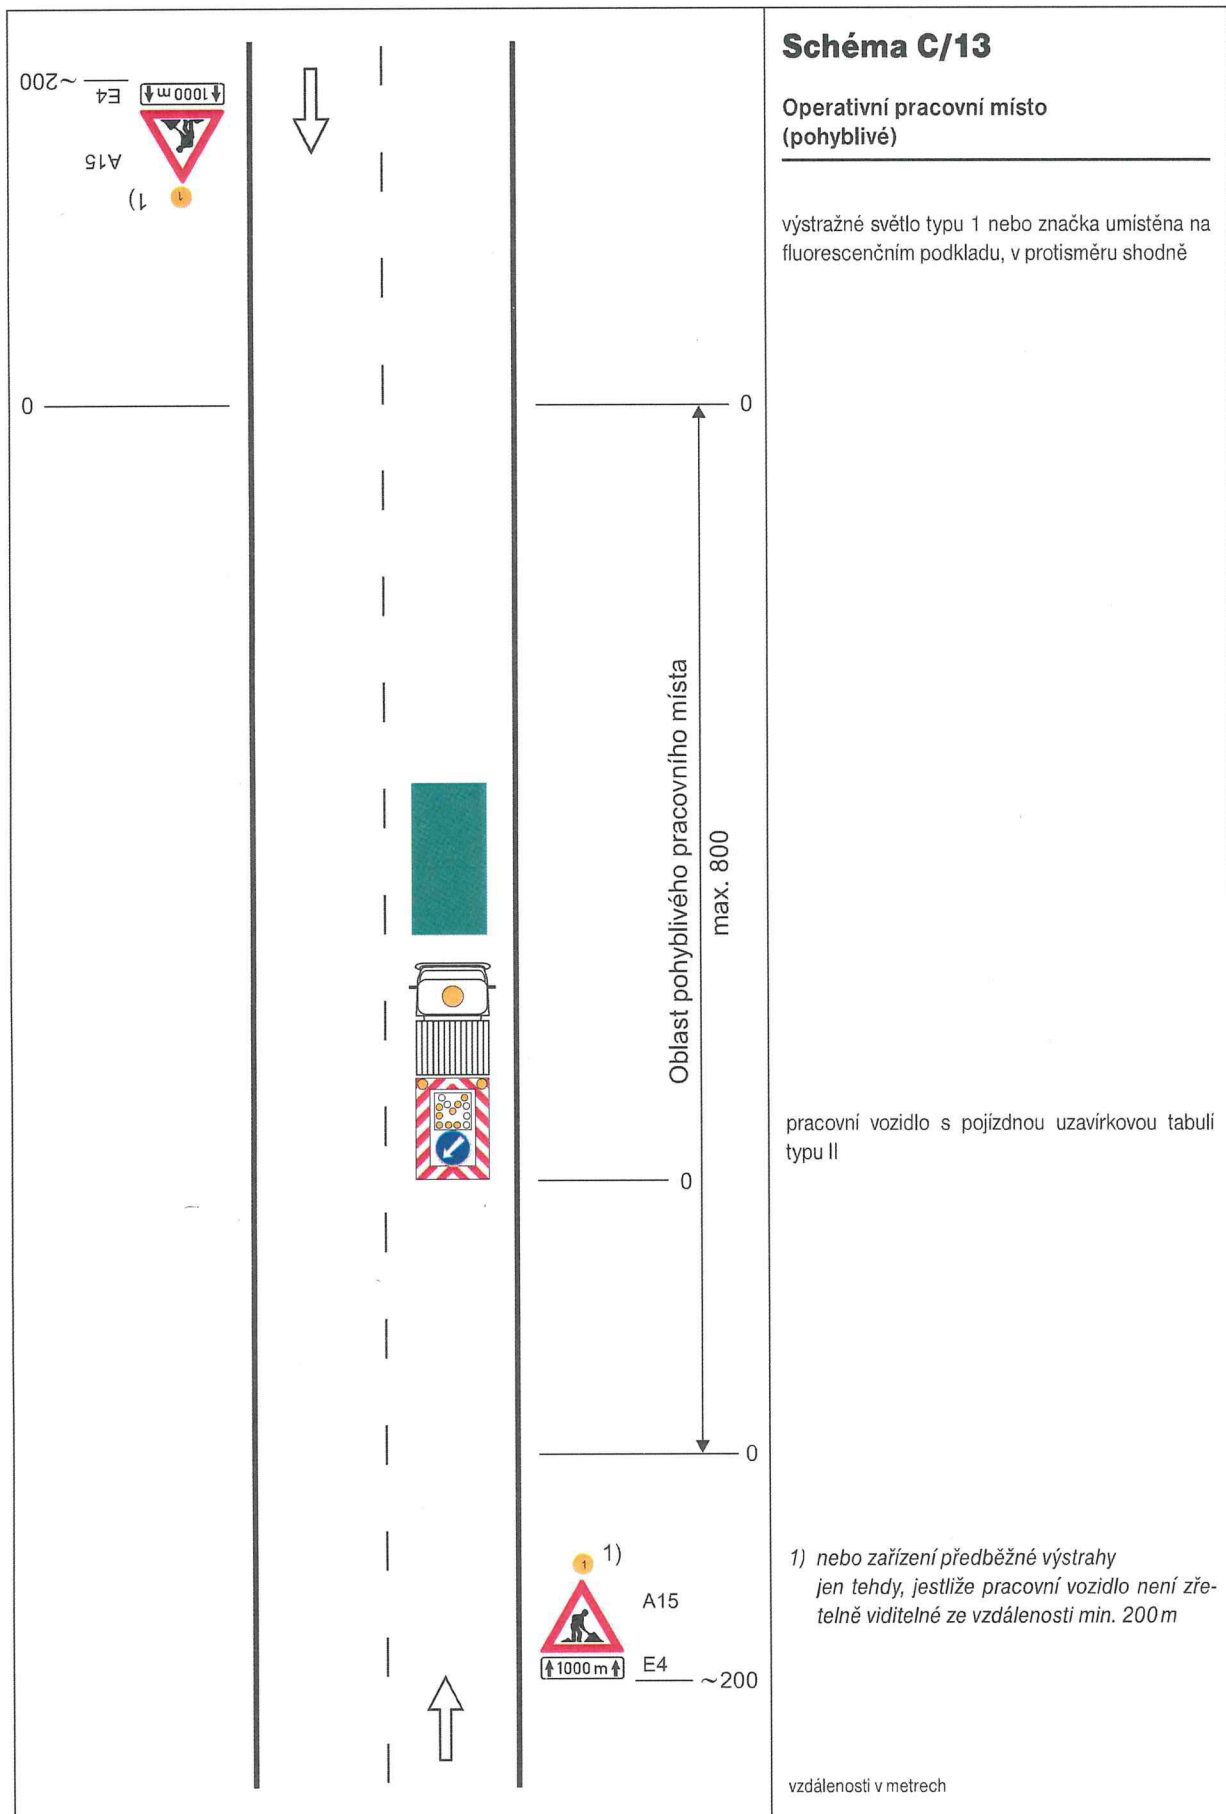 Schéma C/13
Operativní pracovní místo
(pohyblivé)
výstražné světlo typu 1 nebo značka umístěna na
fluorescenčním podkladu, v protisměru shodně
~200
E4
1000 m
A15
1)
1
0
0
Oblast pohyblivého pracovního místa
max. 800
pracovní vozidlo s pojízdnou uzavírkovou tabulí
typu II
0
0
1
1)
A15
1000 m
E4
~200
1) nebo zařízení předběžné výstrahy
jen tehdy, jestliže pracovní vozidlo není zře-
telně viditelné ze vzdálenosti min. 200 m
vzdálenosti v metrech